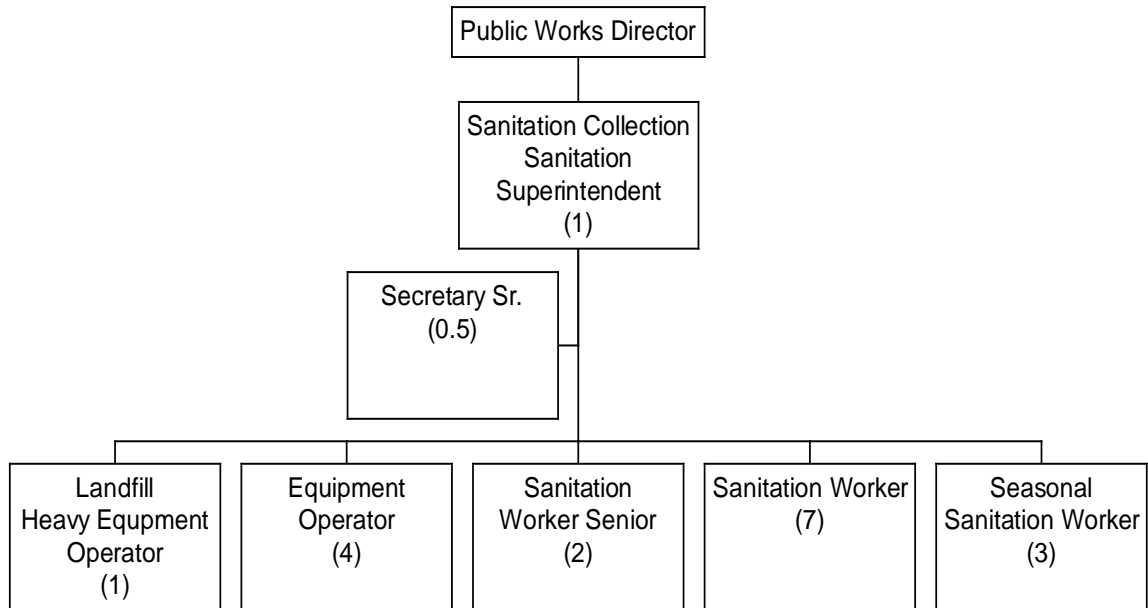 Public Works Director
Sanitation Collection
Sanitation
Superintendent
(1)
Secretary Sr.
(0.5)
Landfill
Heavy Equpment
Operator
(1)
Equipment
Operator
(4)
Sanitation
Worker Senior
(2)
Sanitation Worker
(7)
Seasonal
Sanitation Worker
(3)